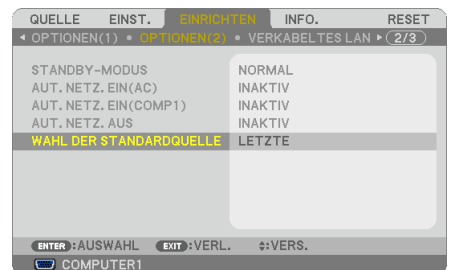 QUELLE EINST. EINRICHTEN INFO. RESET
◀ OPTIONEN(1) • OPTIONEN(2) • VERKABELTES LAN ▶ 2/3
STANDBY-MODUS NORMAL
AUT. NETZ. EIN(AC) INAKTIV
AUT. NETZ. EIN(COMP1) INAKTIV
AUT. NETZ. AUS INAKTIV
WAHL DER STANDARDQUELLE LETZTE
ENTER :AUSWAHL EXIT :VERL. ◆:VERS.
COMPUTER1